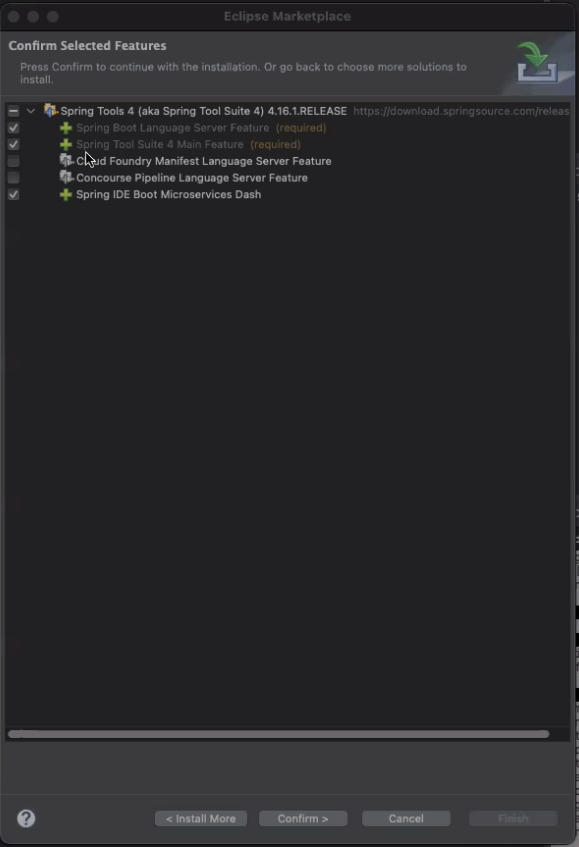 Eclipse Marketplace
Confirm Selected Features
Press Confirm to continue with the installation. Or go back to choose more solutions to
install.
Spring Tools 4 (aka Spring Tool Suite 4) 4.16.1.RELEASE https://download.springsource.com/releas
Spring Boot Language Server Feature (required)
Spring Tool Suite 4 Main Feature (required)
Cloud Foundry Manifest Language Server Feature
Concourse Pipeline Language Server Feature
Spring IDE Boot Microservices Dash
? < Install More Confirm > Cancel Finish